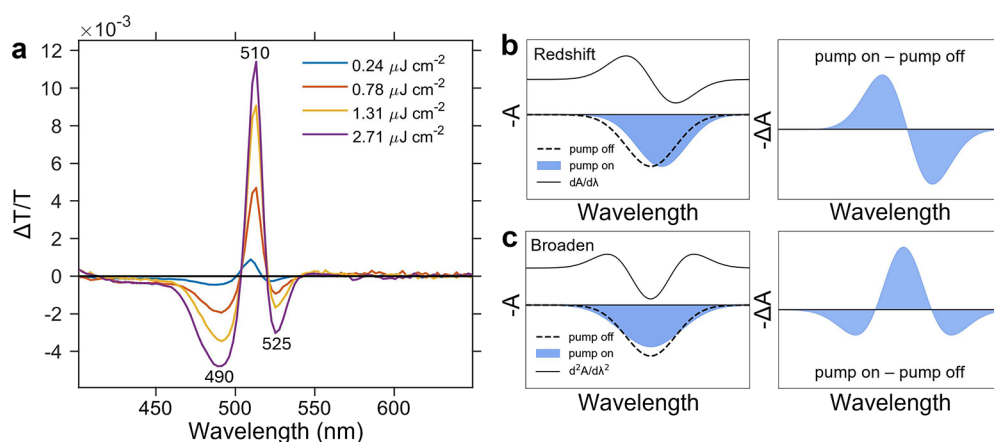 a
×10⁻³
12
10
8
6
4
2
0
-2
-4
ΔT/T
510
490
525
0.24 μJ cm⁻²
0.78 μJ cm⁻²
1.31 μJ cm⁻²
2.71 μJ cm⁻²
450 500 550 600
Wavelength (nm)
b
Redshift
-A
pump off
pump on
dA/dλ
Wavelength
pump on – pump off
-ΔA
Wavelength
c
Broaden
-A
pump off
pump on
d²A/dλ²
Wavelength
-ΔA
pump on – pump off
Wavelength